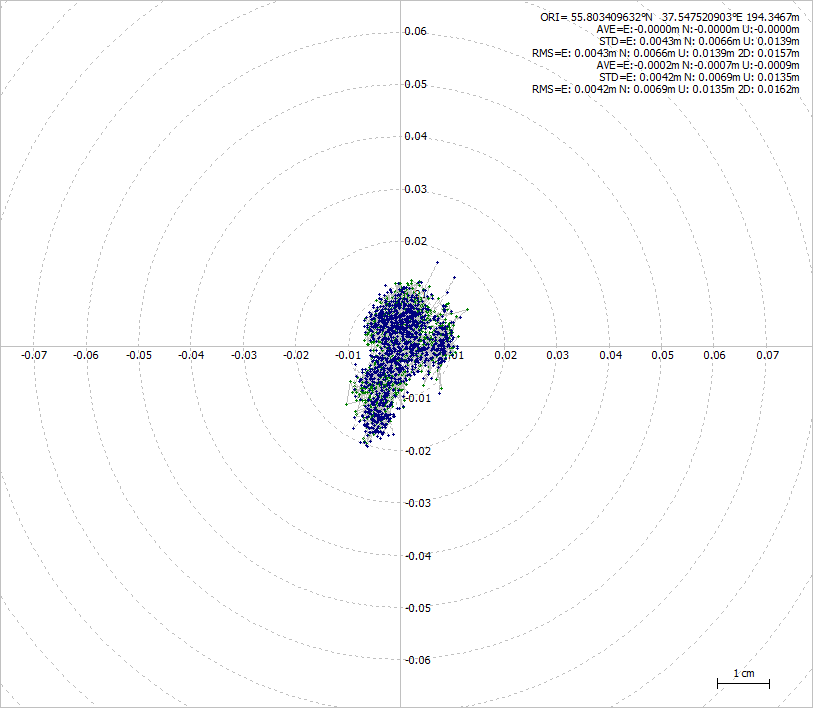 ORI= 55.803409632°N 37.547520903°E 194.3467m
AVE=E:-0.0000m N:-0.0000m U:-0.0000m
STD=E: 0.0043m N: 0.0066m U: 0.0139m
RMS=E: 0.0043m N: 0.0066m U: 0.0139m 2D: 0.0157m
AVE=E:-0.0002m N:-0.0007m U:-0.0009m
STD=E: 0.0042m N: 0.0069m U: 0.0135m
RMS=E: 0.0042m N: 0.0069m U: 0.0135m 2D: 0.0162m
0.06
0.05
0.04
0.03
0.02
-0.07 -0.06 -0.05 -0.04 -0.03 -0.02 -0.01 0.02 0.03 0.04 0.05 0.06 0.07
-0.01
-0.02
-0.03
-0.04
-0.05
-0.06
1 cm